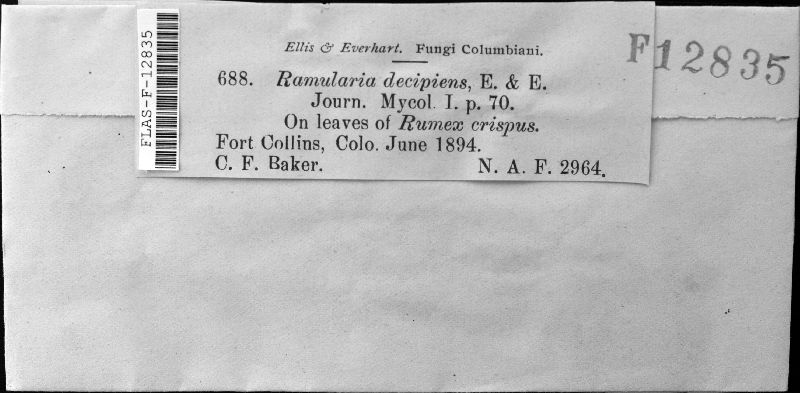 Ellis & Everhart. Fungi Columbiani.
688. Ramularia decipiens, E. & E.
Journ. Mycol. I. p. 70.
On leaves of Rumex crispus.
Fort Collins, Colo. June 1894.
C. F. Baker. N. A. F. 2964.
FLAS-F-12835
F12835